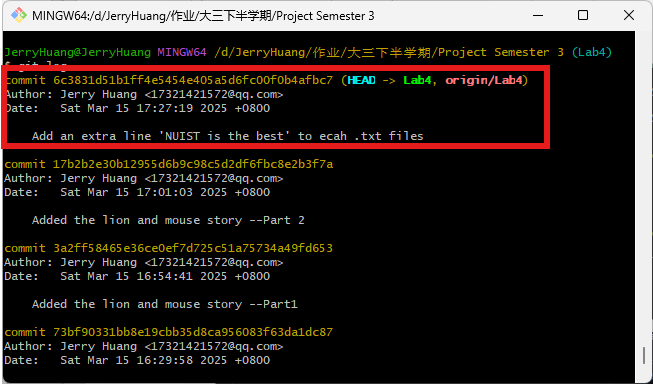 MINGW64:/d/JerryHuang/作业/大三下半学期/Project Semester 3
JerryHuang@JerryHuang MINGW64 /d/JerryHuang/作业/大三下半学期/Project Semester 3 (Lab4)
$ git log
commit 6c3831d51b1ff4e5454e405a5d6fc00f0b4afbc7 (HEAD -> Lab4, origin/Lab4)
Author: Jerry Huang <17321421572@qq.com>
Date:   Sat Mar 15 17:27:19 2025 +0800
Add an extra line 'NUIST is the best' to ecah .txt files
commit 17b2b2e30b12955d6b9c98c5d2df6fbc8e2b3f7a
Author: Jerry Huang <17321421572@qq.com>
Date:   Sat Mar 15 17:01:03 2025 +0800
Added the lion and mouse story --Part 2
commit 3a2ff58465e36ce0ef7d725c51a75734a49fd653
Author: Jerry Huang <17321421572@qq.com>
Date:   Sat Mar 15 16:54:41 2025 +0800
Added the lion and mouse story --Part1
commit 73bf90331bb8e19cbb35d8ca956083f63da1dc87
Author: Jerry Huang <17321421572@qq.com>
Date:   Sat Mar 15 16:29:58 2025 +0800